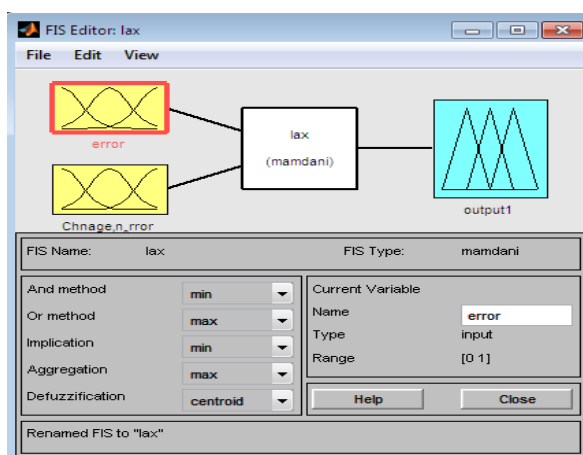 FIS Editor: lax
File Edit View
error
lax
(mamdani)
output1
Chnage,n_rror
FIS Name: lax FIS Type: mamdani
And method min
Or method max
Implication min
Aggregation max
Defuzzification centroid
Current Variable
Name error
Type input
Range [0 1]
Help Close
Renamed FIS to "lax"